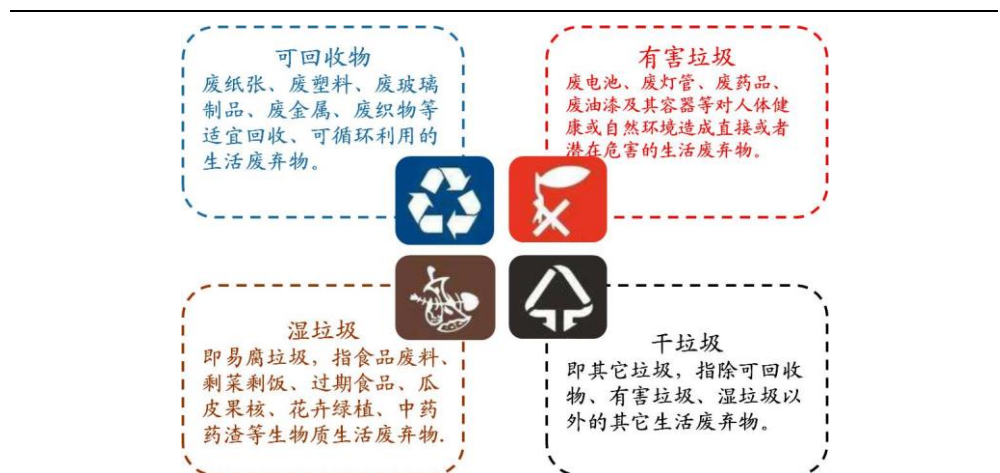 可回收物
废纸张、废塑料、废玻璃
制品、废金属、废织物等
适宜回收、可循环利用的
生活废弃物。
有害垃圾
废电池、废灯管、废药品、
废油漆及其容器等对人体健
康或自然环境造成直接或者
潜在危害的生活废弃物。
湿垃圾
即易腐垃圾，指食品废料、
剩菜剩饭、过期食品、瓜
皮果核、花卉绿植、中药
药渣等生物质生活废弃物.
干垃圾
即其它垃圾，指除可回收
物、有害垃圾、湿垃圾以
外的其它生活废弃物。